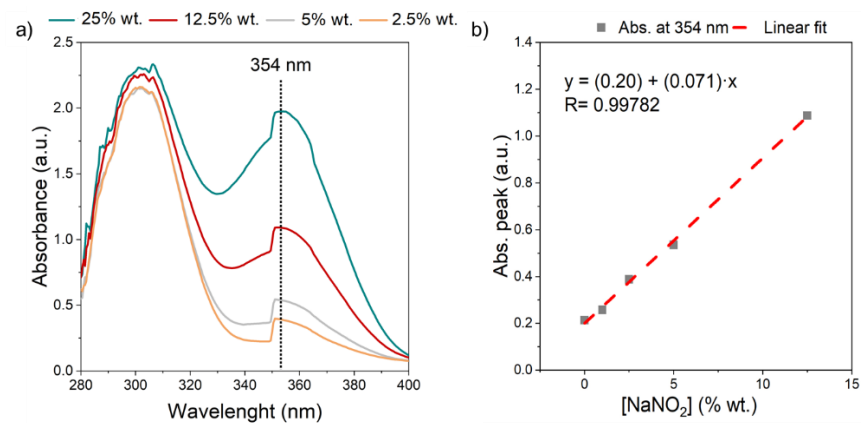 25% wt. 12.5% wt. 5% wt. 2.5% wt.
a)
354 nm
2.5
2.0
1.5
1.0
0.5
0.0
Absorbance (a.u.)
280 300 320 340 360 380 400
Wavelenght (nm)
b)
Abs. at 354 nm Linear fit
y = (0.20) + (0.071)·x
R= 0.99782
1.4
1.2
1.0
0.8
0.6
0.4
0.2
0.0
Abs. peak (a.u.)
0 5 10 15
[NaNO₂] (% wt.)